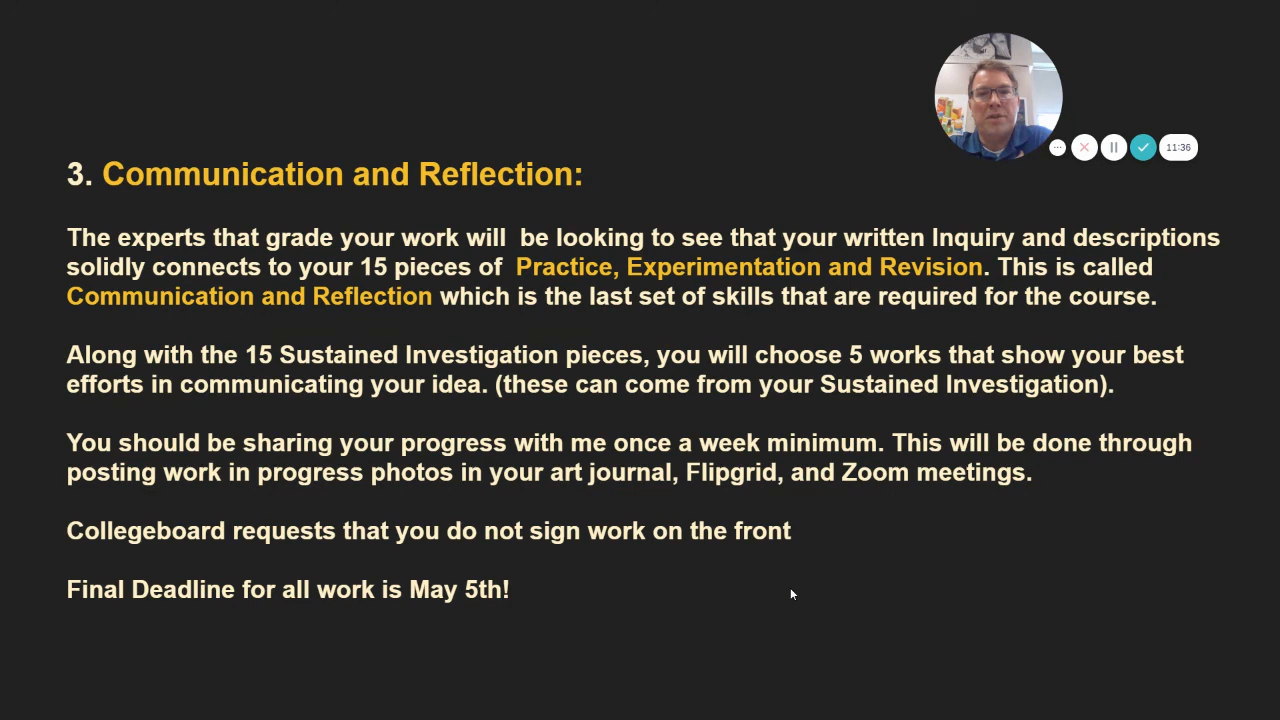 11:36
3. Communication and Reflection:
The experts that grade your work will  be looking to see that your written Inquiry and descriptions
solidly connects to your 15 pieces of  Practice, Experimentation and Revision. This is called
Communication and Reflection which is the last set of skills that are required for the course.
Along with the 15 Sustained Investigation pieces, you will choose 5 works that show your best
efforts in communicating your idea. (these can come from your Sustained Investigation).
You should be sharing your progress with me once a week minimum. This will be done through
posting work in progress photos in your art journal, Flipgrid, and Zoom meetings.
Collegeboard requests that you do not sign work on the front
Final Deadline for all work is May 5th!